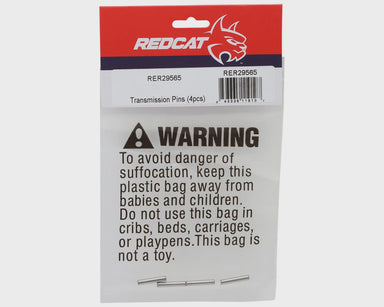 REDCAT
RER29565
RER29565
Transmission Pins (4pcs)
WARNING
To avoid danger of
suffocation, keep this
plastic bag away from
babies and children.
Do not use this bag in
cribs, beds, carriages,
or playpens.This bag is
not a toy.